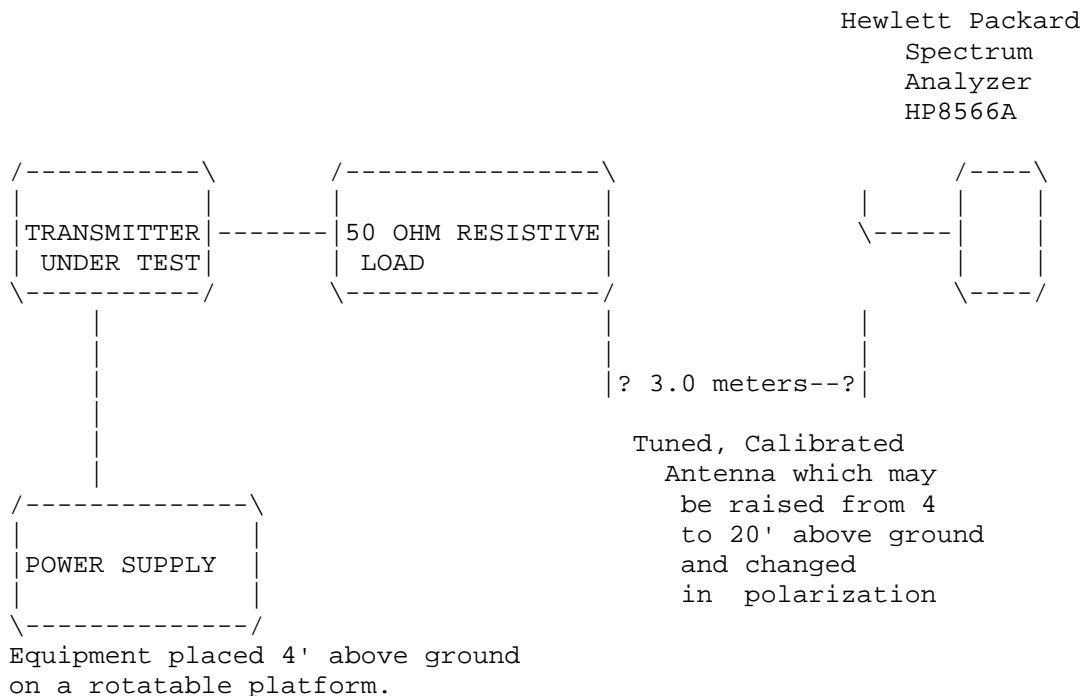 Hewlett Packard
Spectrum
Analyzer
HP8566A
TRANSMITTER
UNDER TEST
50 OHM RESISTIVE
LOAD
? 3.0 meters--?
Tuned, Calibrated
Antenna which may
be raised from 4
to 20' above ground
and changed
in polarization
POWER SUPPLY
Equipment placed 4' above ground
on a rotatable platform.